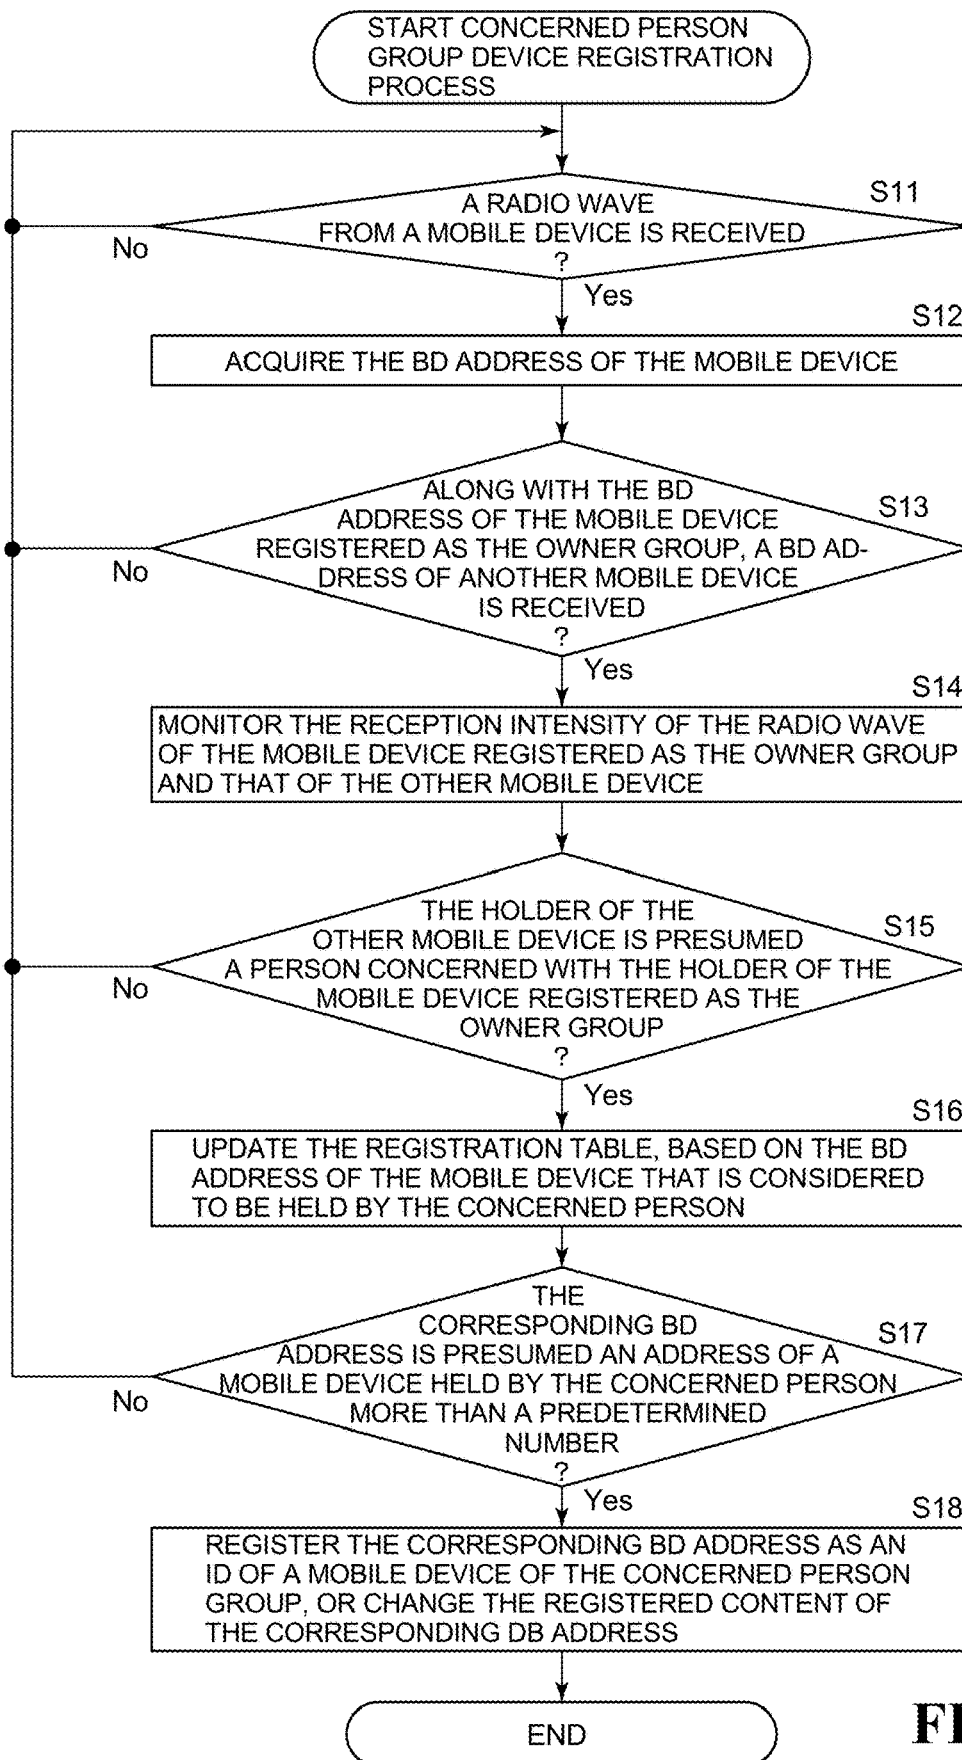 START CONCERNED PERSON
GROUP DEVICE REGISTRATION
PROCESS
S11
A RADIO WAVE
FROM A MOBILE DEVICE IS RECEIVED
?
No
Yes
S12
ACQUIRE THE BD ADDRESS OF THE MOBILE DEVICE
S13
ALONG WITH THE BD
ADDRESS OF THE MOBILE DEVICE
REGISTERED AS THE OWNER GROUP, A BD AD-
DRESS OF ANOTHER MOBILE DEVICE
IS RECEIVED
?
No
Yes
S14
MONITOR THE RECEPTION INTENSITY OF THE RADIO WAVE
OF THE MOBILE DEVICE REGISTERED AS THE OWNER GROUP
AND THAT OF THE OTHER MOBILE DEVICE
S15
THE HOLDER OF THE
OTHER MOBILE DEVICE IS PRESUMED
A PERSON CONCERNED WITH THE HOLDER OF THE
MOBILE DEVICE REGISTERED AS THE
OWNER GROUP
?
No
Yes
S16
UPDATE THE REGISTRATION TABLE, BASED ON THE BD
ADDRESS OF THE MOBILE DEVICE THAT IS CONSIDERED
TO BE HELD BY THE CONCERNED PERSON
S17
THE
CORRESPONDING BD
ADDRESS IS PRESUMED AN ADDRESS OF A
MOBILE DEVICE HELD BY THE CONCERNED PERSON
MORE THAN A PREDETERMINED
NUMBER
?
No
Yes
S18
REGISTER THE CORRESPONDING BD ADDRESS AS AN
ID OF A MOBILE DEVICE OF THE CONCERNED PERSON
GROUP, OR CHANGE THE REGISTERED CONTENT OF
THE CORRESPONDING DB ADDRESS
END